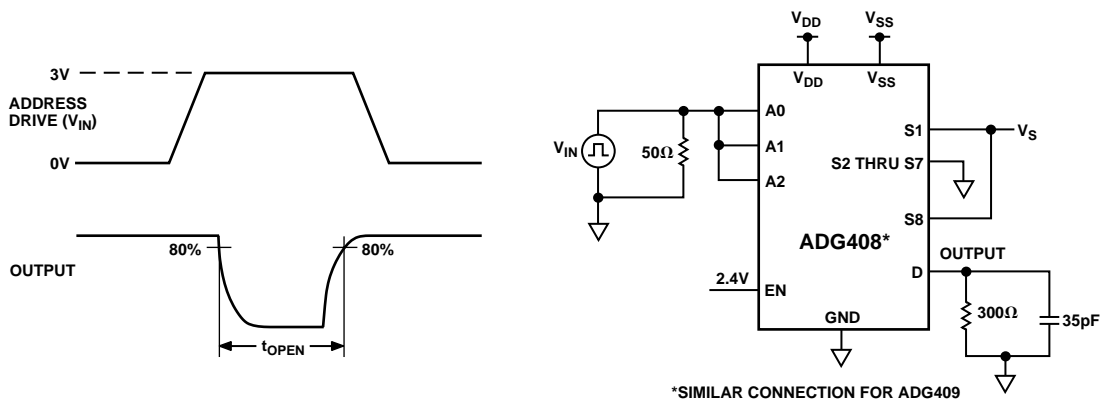 3V
ADDRESS
DRIVE (VIN)
0V
80%
80%
OUTPUT
tOPEN
VDD
VSS
VDD
VSS
A0
A1
A2
VIN
50Ω
S1
VS
S2 THRU S7
S8
ADG408*
OUTPUT
D
2.4V
EN
GND
300Ω
35pF
*SIMILAR CONNECTION FOR ADG409